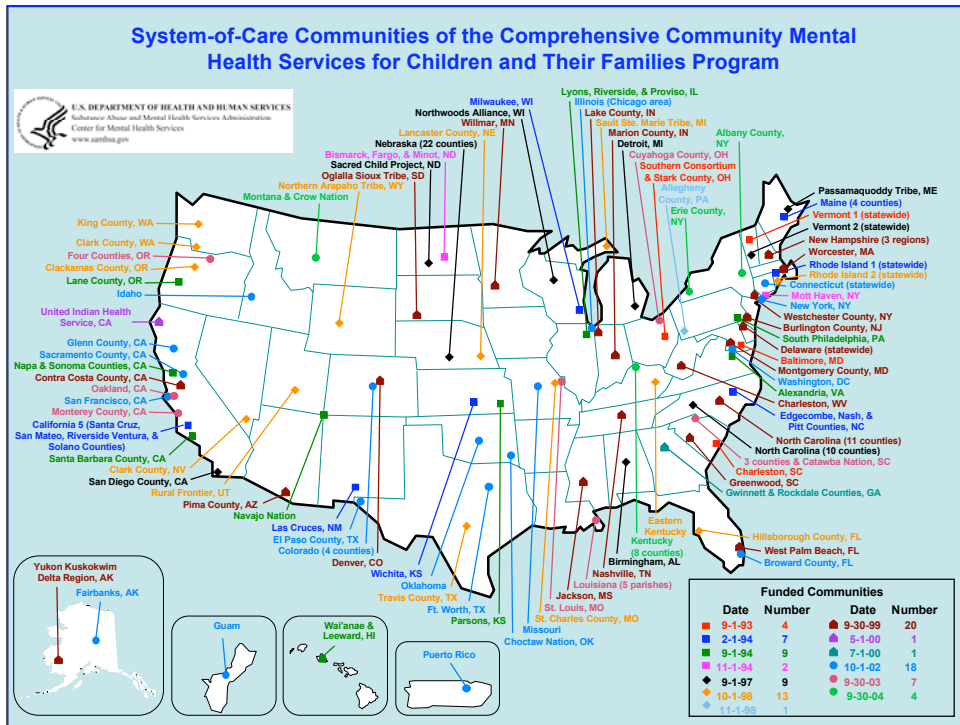 System-of-Care Communities of the Comprehensive Community Mental
Health Services for Children and Their Families Program
U.S. DEPARTMENT OF HEALTH AND HUMAN SERVICES
Substance Abuse and Mental Health Services Administration
Center for Mental Health Services
www.samhsa.gov
Lyons, Riverside, & Proviso, IL
Milwaukee, WI
Illinois (Chicago area)
Northwoods Alliance, WI
Lake County, IN
Willmar, MN
Sault Ste. Marie Tribe, MI
Lancaster County, NE
Marion County, IN
Albany County,
NY
Nebraska (22 counties)
Detroit, MI
Bismarck, Fargo, & Minot, ND
Cuyahoga County, OH
Sacred Child Project, ND
Southern Consortium
& Stark County, OH
Oglalla Sioux Tribe, SD
Allegheny
County, PA
Northern Arapaho Tribe, WY
Montana & Crow Nation
Erie County,
NY
King County, WA
Clark County, WA
Four Counties, OR
Clackamas County, OR
Lane County, OR
Idaho
United Indian Health
Service, CA
Glenn County, CA
Sacramento County, CA
Napa & Sonoma Counties, CA
Contra Costa County, CA
Oakland, CA
San Francisco, CA
Monterey County, CA
California 5 (Santa Cruz,
San Mateo, Riverside Ventura, &
Solano Counties)
Santa Barbara County, CA
Clark County, NV
San Diego County, CA
Rural Frontier, UT
Pima County, AZ
Navajo Nation
Las Cruces, NM
El Paso County, TX
Colorado (4 counties)
Denver, CO
Wichita, KS
Oklahoma
Travis County, TX
Ft. Worth, TX
Parsons, KS
Choctaw Nation, OK
Missouri
St. Charles County, MO
St. Louis, MO
Jackson, MS
Louisiana (5 parishes)
Nashville, TN
Birmingham, AL
Kentucky
(8 counties)
Eastern
Kentucky
Passamaquoddy Tribe, ME
Maine (4 counties)
Vermont 1 (statewide)
Vermont 2 (statewide)
New Hampshire (3 regions)
Worcester, MA
Rhode Island 1 (statewide)
Rhode Island 2 (statewide)
Connecticut (statewide)
Mott Haven, NY
New York, NY
Westchester County, NY
Burlington County, NJ
South Philadelphia, PA
Delaware (statewide)
Baltimore, MD
Montgomery County, MD
Washington, DC
Alexandria, VA
Charleston, WV
Edgecombe, Nash, &
Pitt Counties, NC
North Carolina (11 counties)
North Carolina (10 counties)
3 counties & Catawba Nation, SC
Charleston, SC
Greenwood, SC
Gwinnett & Rockdale Counties, GA
Hillsborough County, FL
West Palm Beach, FL
Broward County, FL
Yukon Kuskokwim
Delta Region, AK
Fairbanks, AK
Guam
Wai'anae &
Leeward, HI
Puerto Rico
Funded Communities
Date Number Date Number
9-1-93 4 9-30-99 20
2-1-94 7 5-1-00 1
9-1-94 9 7-1-00 1
11-1-94 2 10-1-02 18
9-1-97 9 9-30-03 7
10-1-98 13 9-30-04 4
11-1-98 1